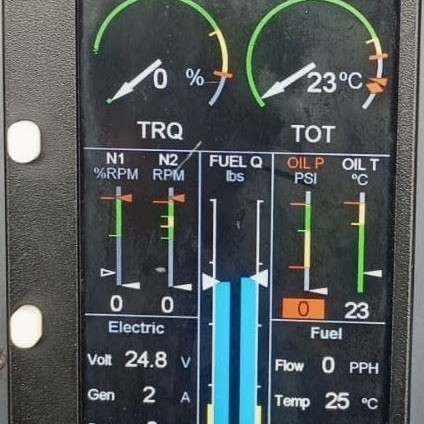 0 % 23°C
TRQ TOT
N1 N2 FUEL Q OIL P OIL T
%RPM RPM lbs PSI °C
0 0 0 23
Electric Fuel
Volt 24.8 V
Flow 0 PPH
Gen 2 A
Temp 25 °C